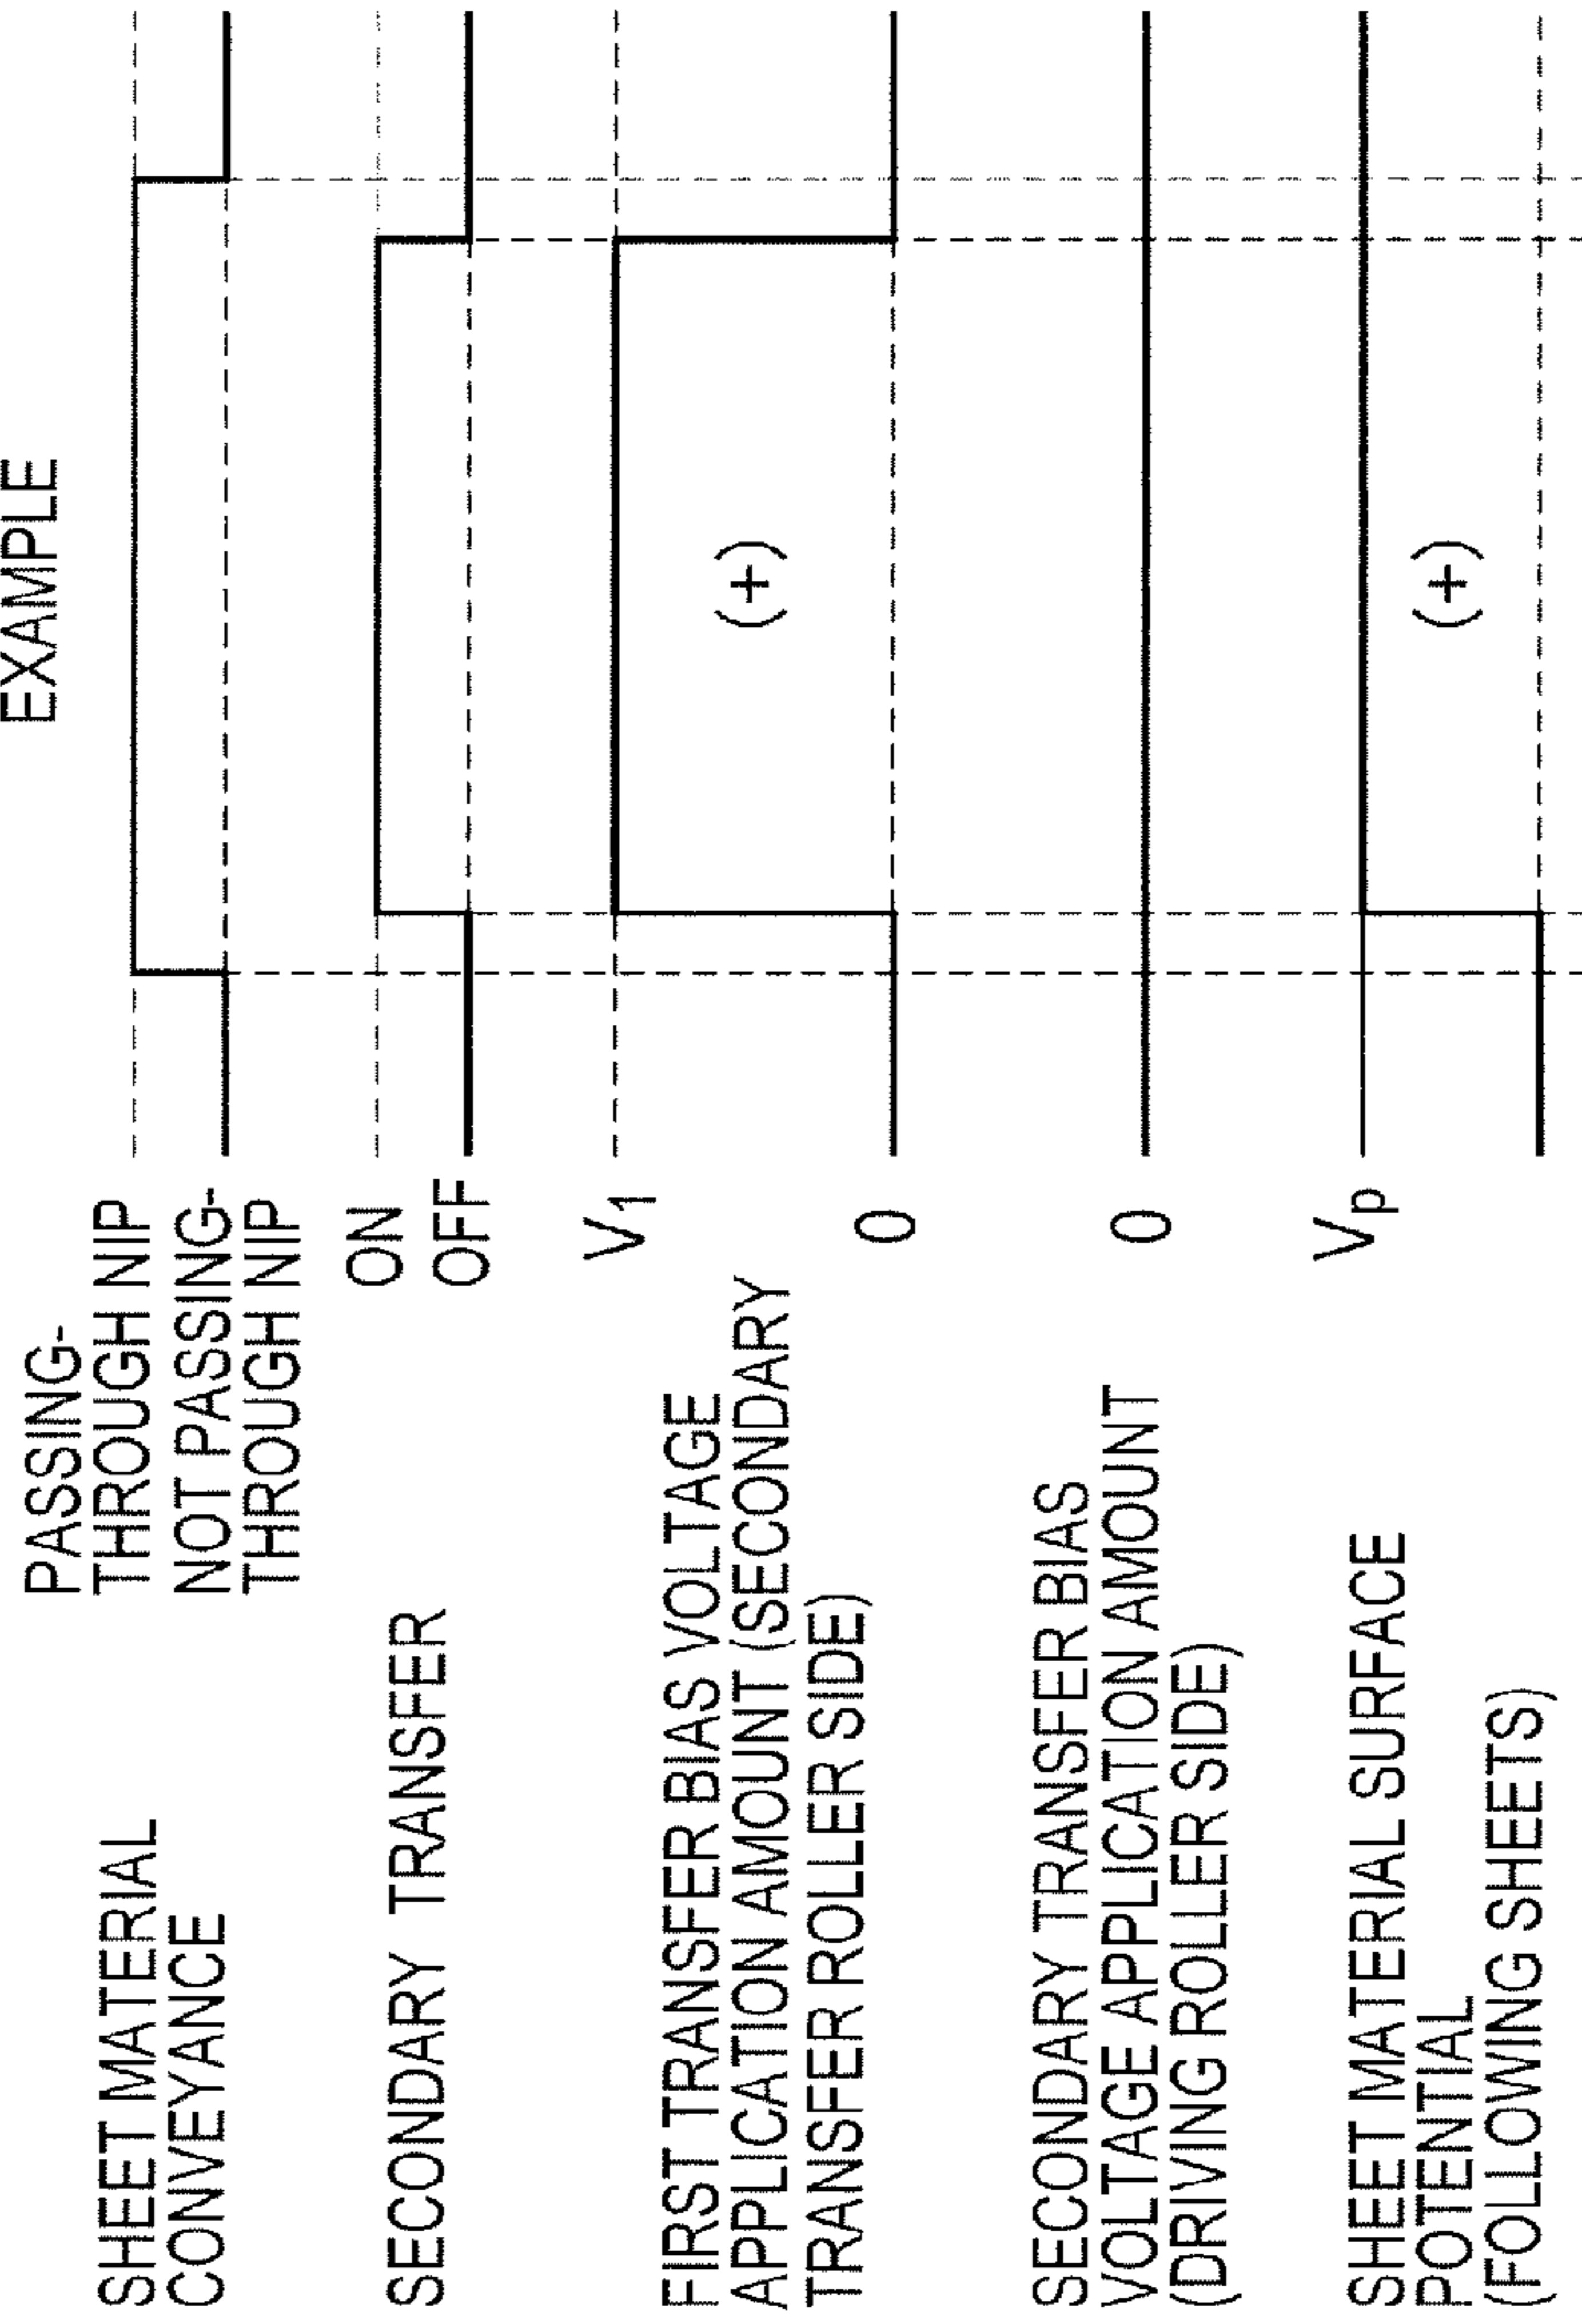 EXAMPLE
PASSING-
THROUGH NIP
NOT PASSING-
THROUGH NIP
SHEET MATERIAL
CONVEYANCE
ON
OFF
SECONDARY TRANSFER
V1
0
FIRST TRANSFER BIAS VOLTAGE
APPLICATION AMOUNT (SECONDARY
TRANSFER ROLLER SIDE)
(+)
0
SECONDARY TRANSFER BIAS
VOLTAGE APPLICATION AMOUNT
(DRIVING ROLLER SIDE)
Vp
SHEET MATERIAL SURFACE
POTENTIAL
(FOLLOWING SHEETS)
(+)